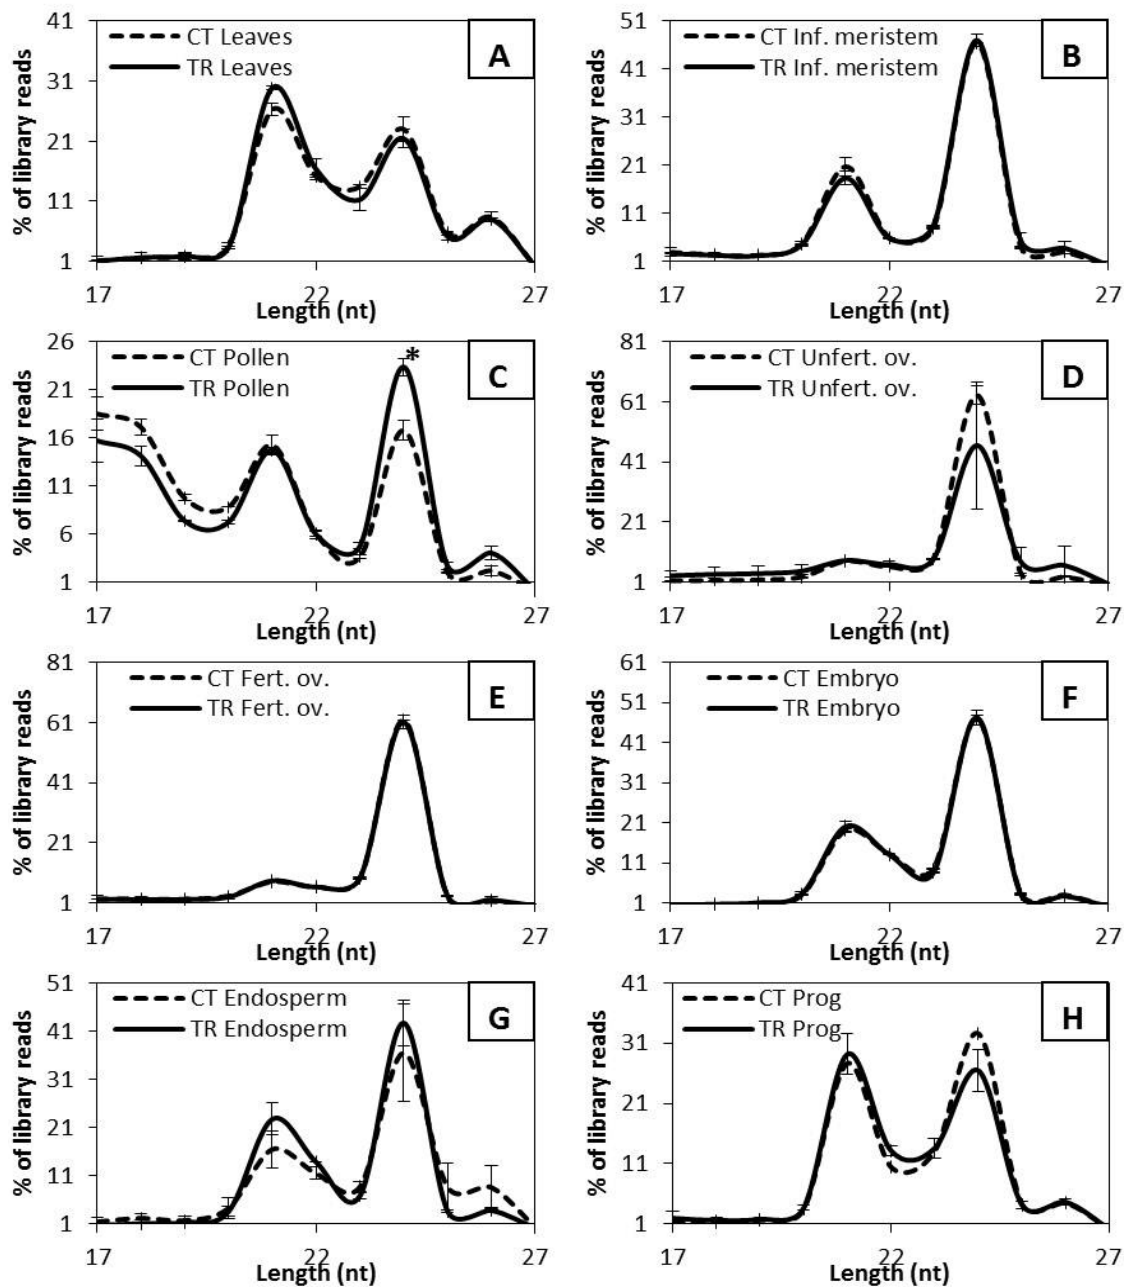 41
31
21
11
1
17
22
27
% of library reads
Length (nt)
CT Leaves
TR Leaves
A
51
41
31
21
11
1
17
22
27
% of library reads
Length (nt)
CT Inf. meristem
TR Inf. meristem
B
26
21
16
11
6
1
17
22
27
% of library reads
Length (nt)
CT Pollen
TR Pollen
*
C
81
61
41
21
1
17
22
27
% of library reads
Length (nt)
CT Unfert. ov.
TR Unfert. ov.
D
81
61
41
21
1
17
22
27
% of library reads
Length (nt)
CT Fert. ov.
TR Fert. ov.
E
61
51
41
31
21
11
1
17
22
27
% of library reads
Length (nt)
CT Embryo
TR Embryo
F
51
41
31
21
11
1
17
22
27
% of library reads
Length (nt)
CT Endosperm
TR Endosperm
G
41
31
21
11
1
17
22
27
% of library reads
Length (nt)
CT Prog
TR Prog
H